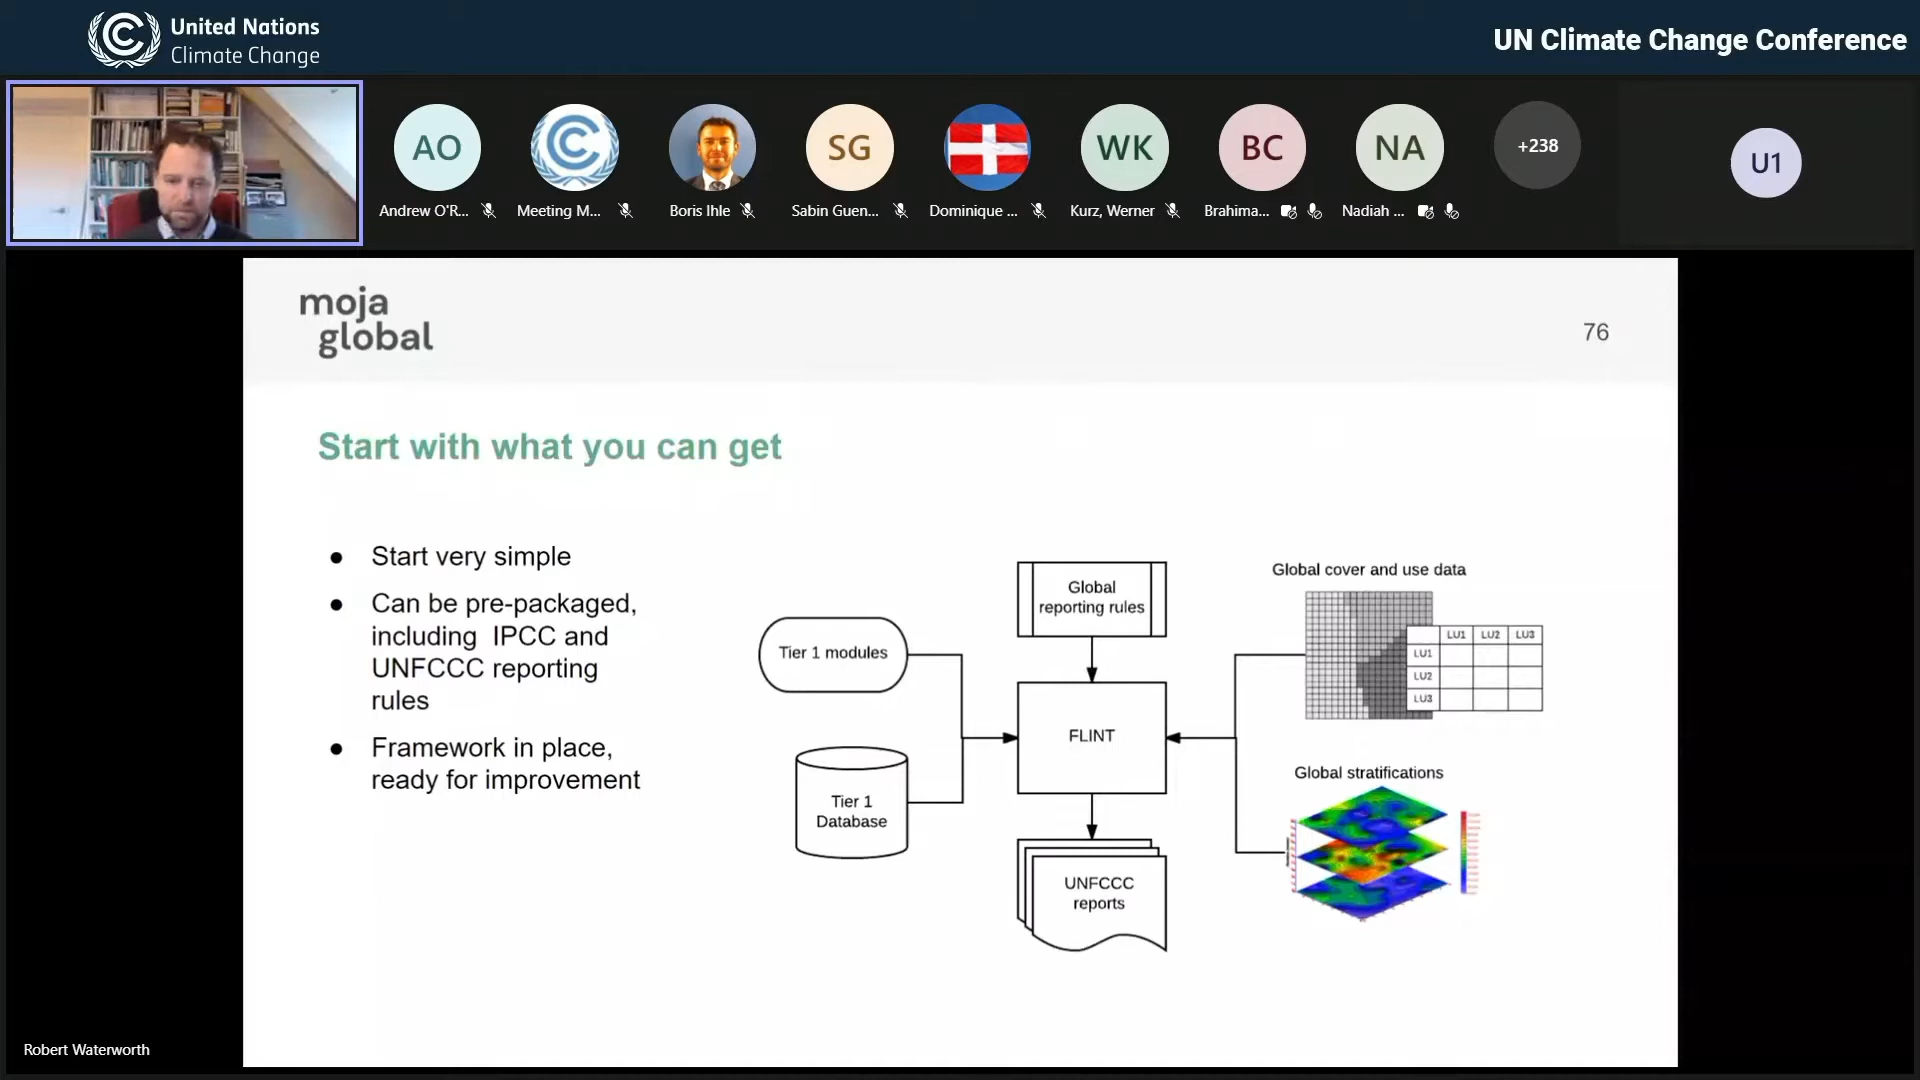 United Nations
Climate Change
UN Climate Change Conference
AO
SG
WK
BC
NA
+238
U1
Andrew O'R...
Meeting M...
Boris Ihle
Sabin Guen...
Dominique ...
Kurz, Werner
Brahima...
Nadiah ...
moja
global
76
Start with what you can get
● Start very simple
● Can be pre-packaged,
including IPCC and
UNFCCC reporting
rules
● Framework in place,
ready for improvement
Tier 1 modules
Tier 1
Database
Global
reporting rules
FLINT
UNFCCC
reports
Global cover and use data
LU1 LU2 LU3
LU1
LU2
LU3
Global stratifications
Robert Waterworth